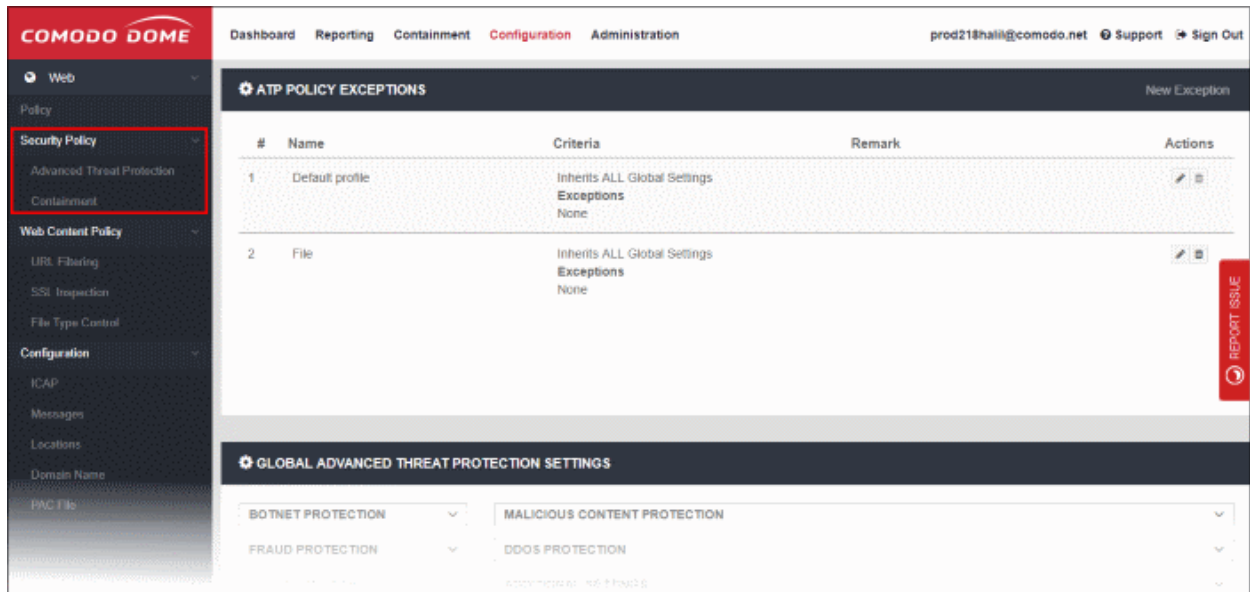 COMODO DOME
Dashboard Reporting Containment Configuration Administration
prod218halil@comodo.net Support Sign Out
Web
Policy
Security Policy
Advanced Threat Protection
Containment
Web Content Policy
URL Filtering
SSL Inspection
File Type Control
Configuration
ICAP
Messages
Locations
Domain Name
PAC File
ATP POLICY EXCEPTIONS
New Exception
# Name Criteria Remark Actions
1 Default profile Inherits ALL Global Settings
Exceptions
None
2 File Inherits ALL Global Settings
Exceptions
None
REPORT ISSUE
GLOBAL ADVANCED THREAT PROTECTION SETTINGS
BOTNET PROTECTION MALICIOUS CONTENT PROTECTION
FRAUD PROTECTION DDOS PROTECTION
ADDITIONAL SETTINGS